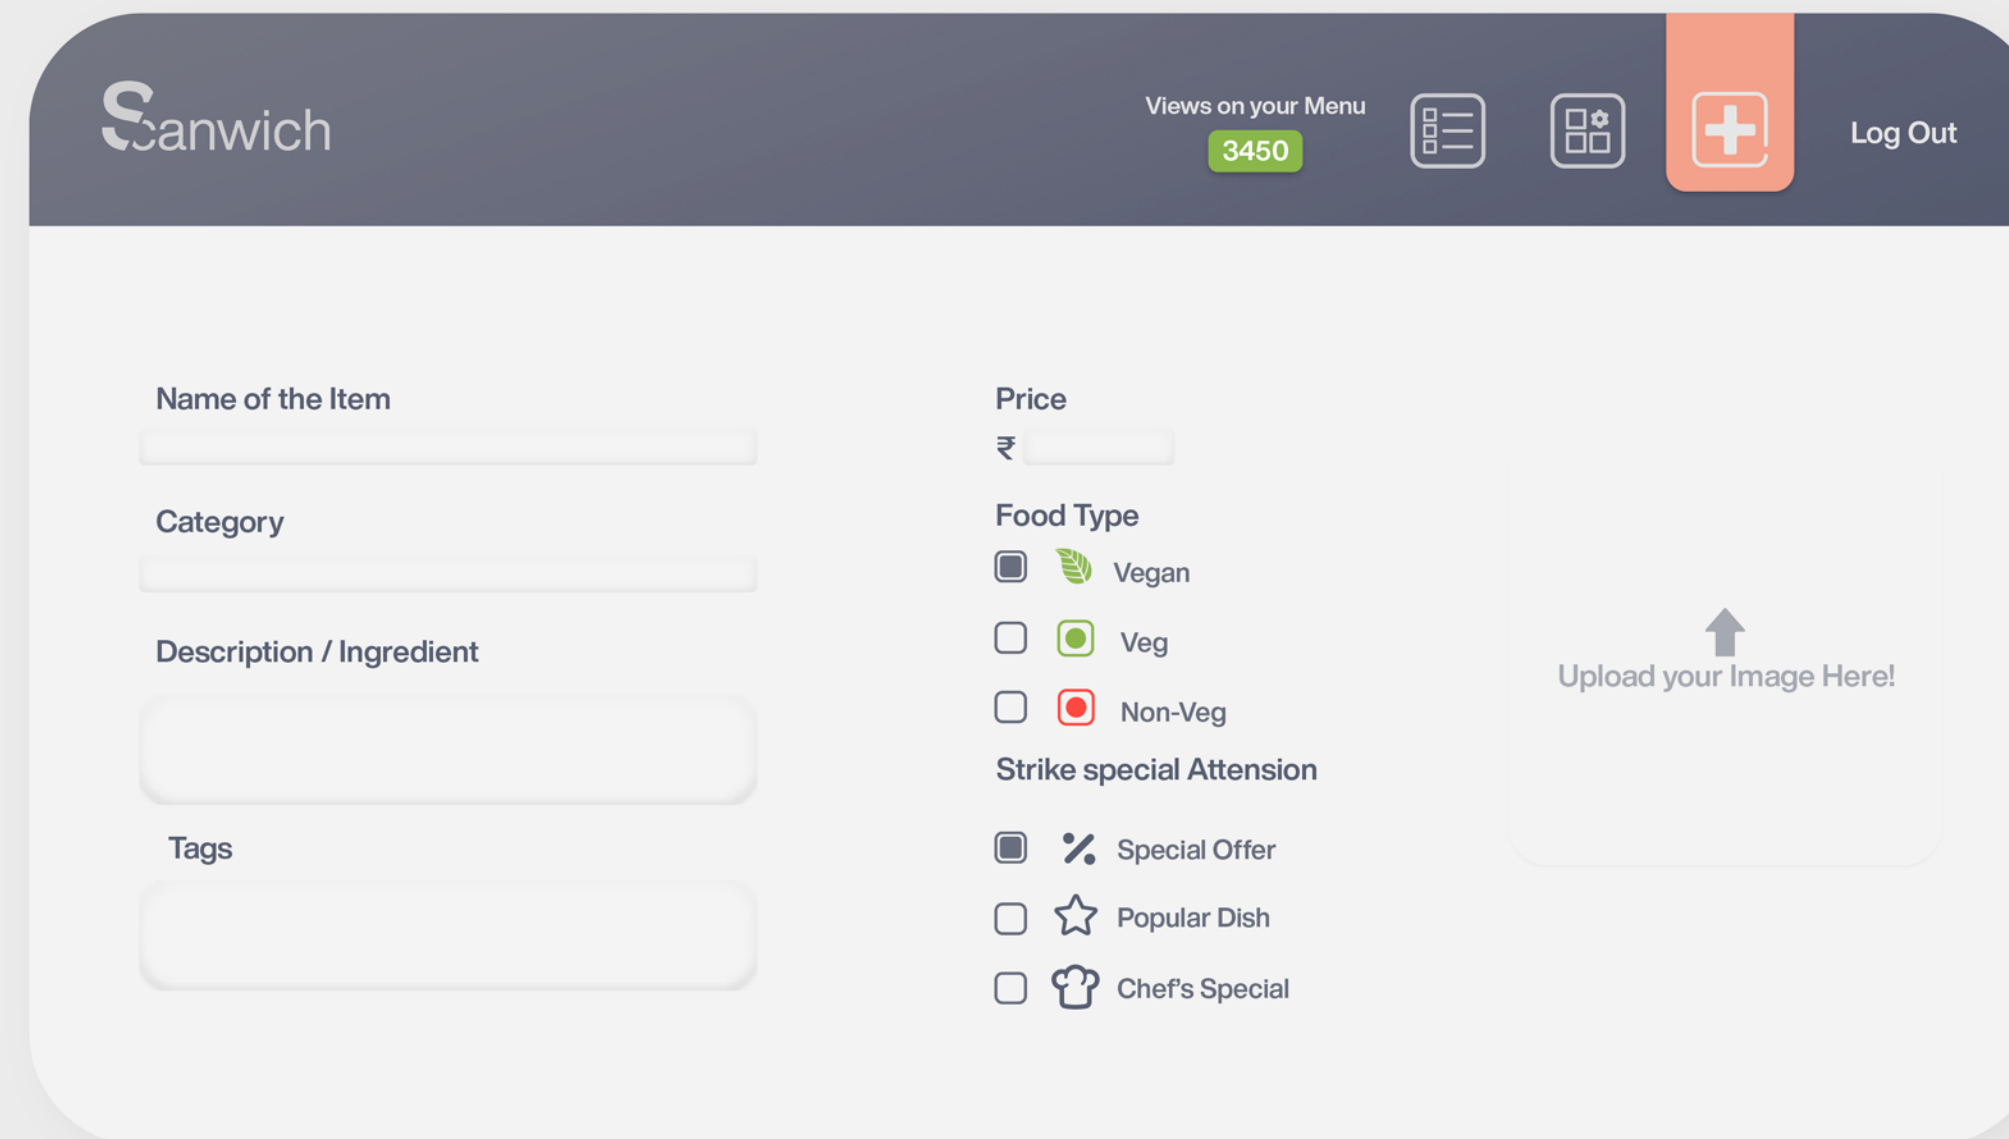 Scanwich
Views on your Menu
3450
Log Out
Name of the Item
Category
Description / Ingredient
Tags
Price
₹
Food Type
Vegan
Veg
Non-Veg
Strike special Attension
Special Offer
Popular Dish
Chef’s Special
Upload your Image Here!